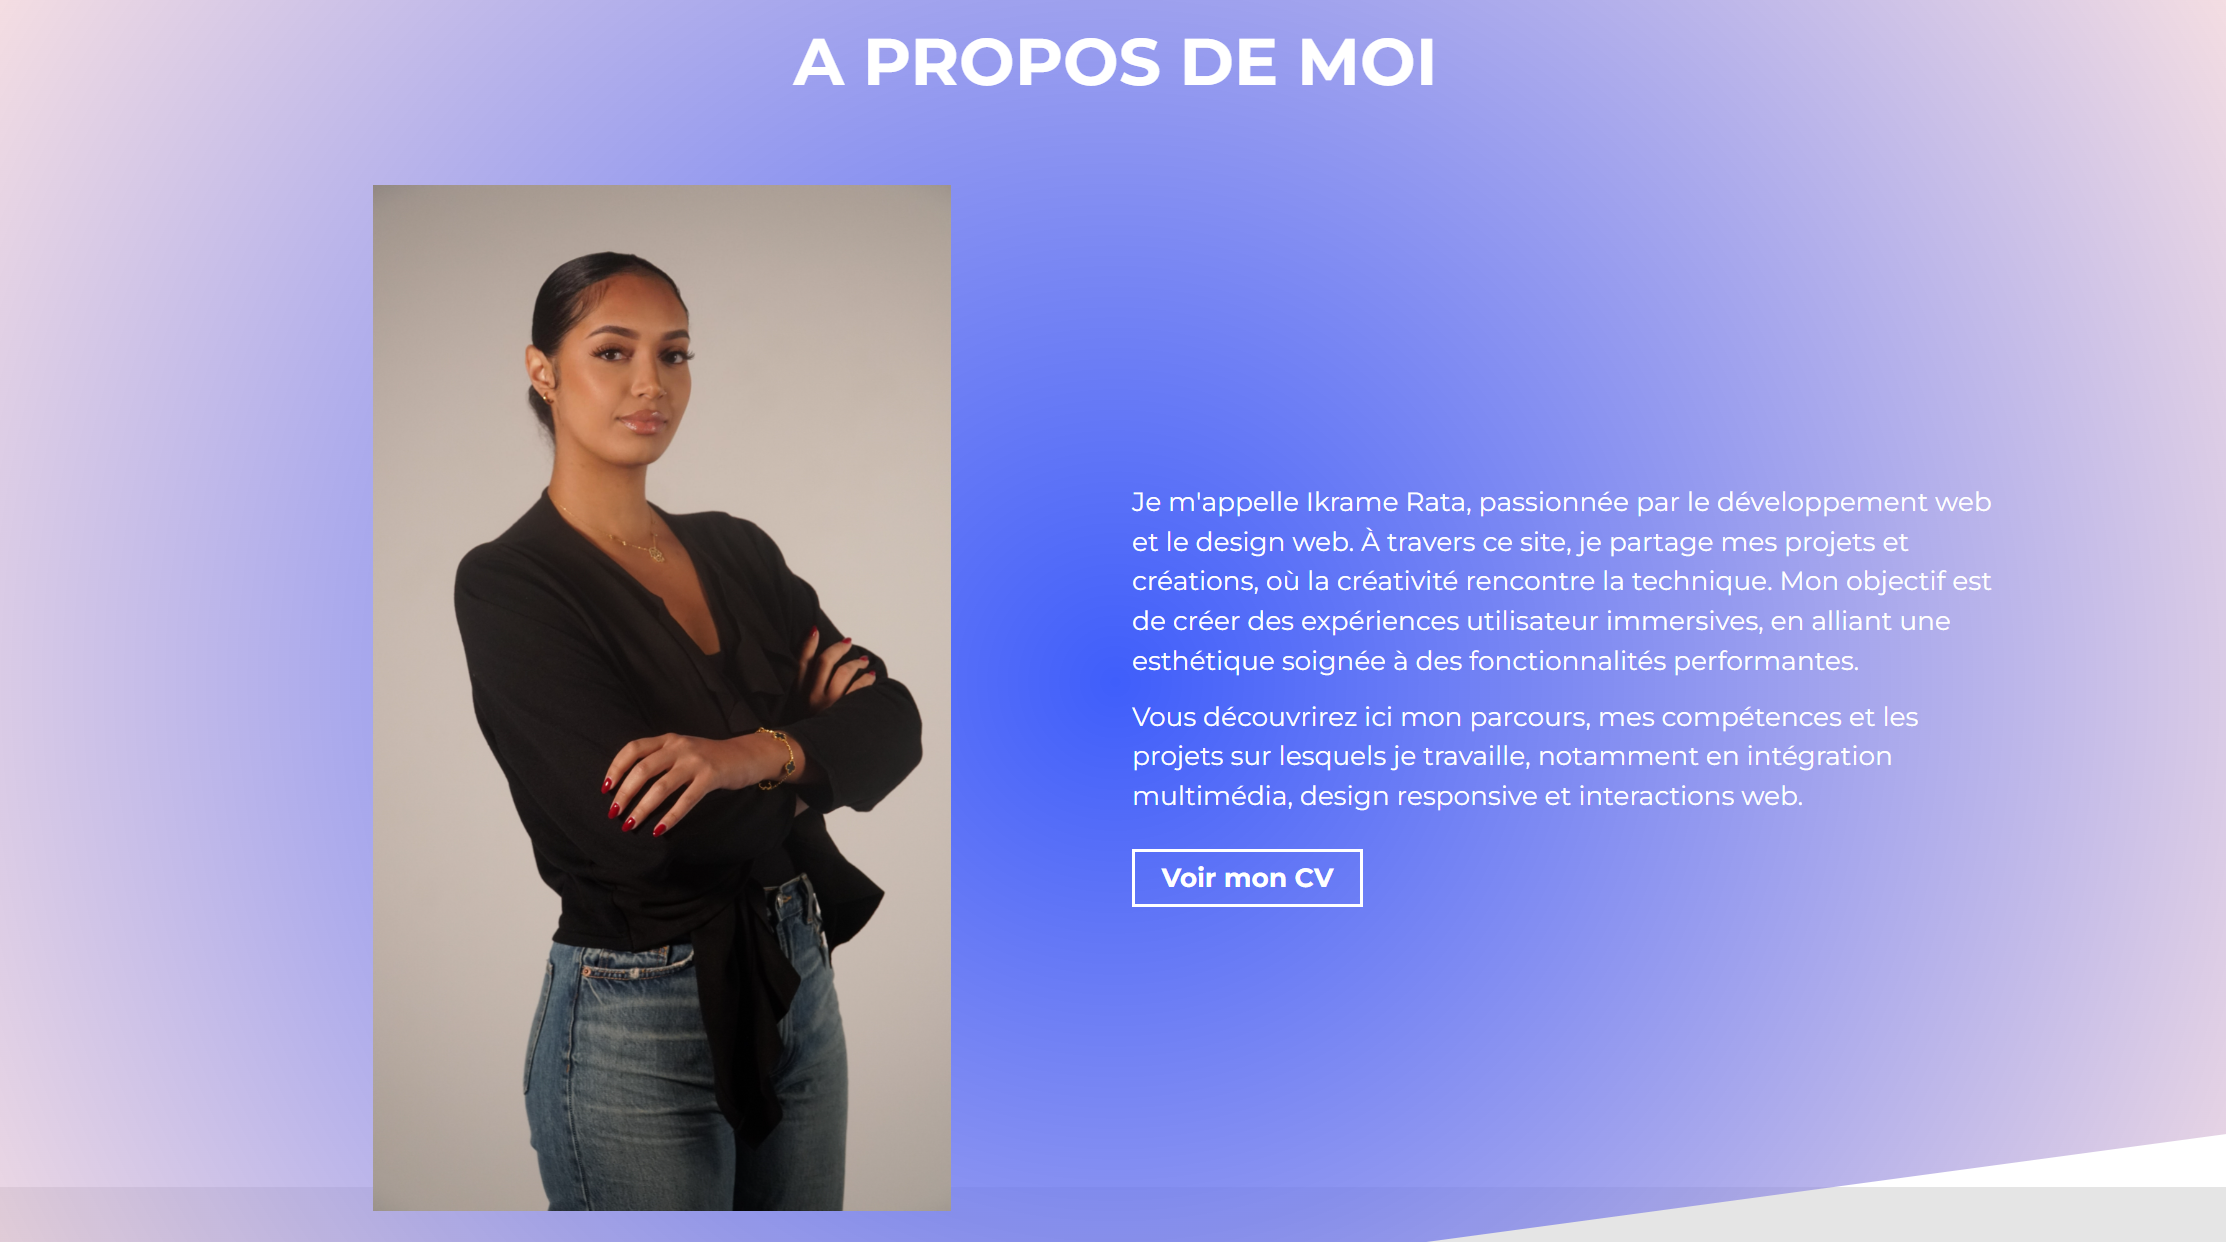 A PROPOS DE MOI
Je m'appelle Ikrame Rata, passionnée par le développement web
et le design web. À travers ce site, je partage mes projets et
créations, où la créativité rencontre la technique. Mon objectif est
de créer des expériences utilisateur immersives, en alliant une
esthétique soignée à des fonctionnalités performantes.
Vous découvrirez ici mon parcours, mes compétences et les
projets sur lesquels je travaille, notamment en intégration
multimédia, design responsive et interactions web.
Voir mon CV